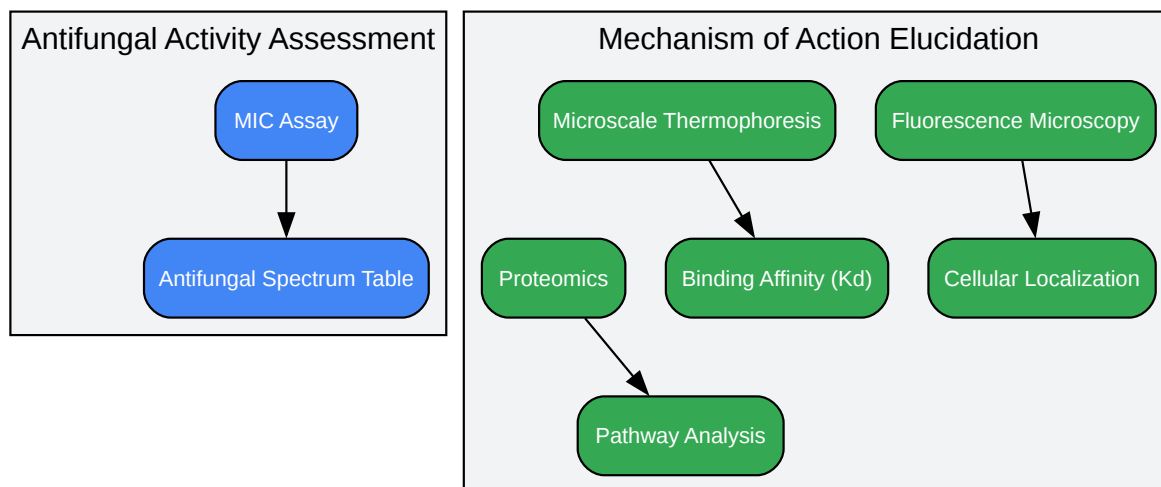 Antifungal Activity Assessment
MIC Assay
Antifungal Spectrum Table
Mechanism of Action Elucidation
Microscale Thermophoresis
Fluorescence Microscopy
Proteomics
Binding Affinity (Kd)
Cellular Localization
Pathway Analysis